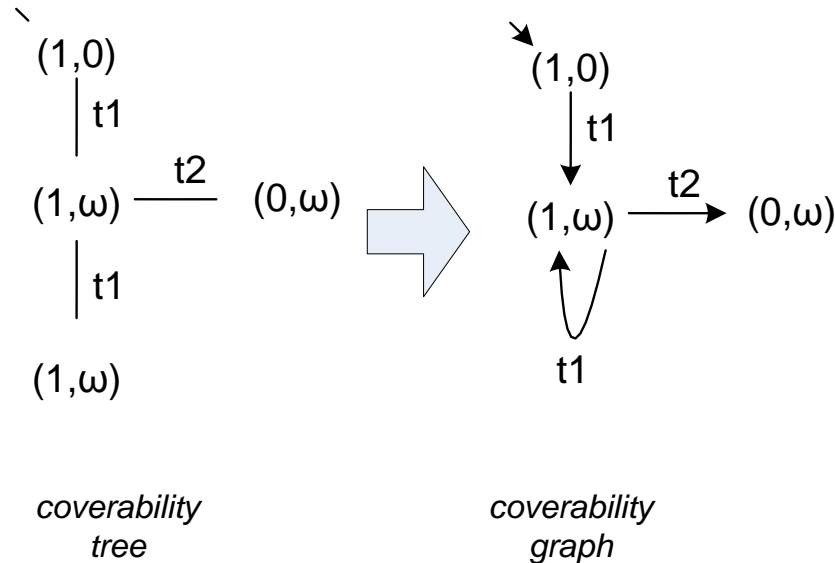 (1,0)
t1
(1,ω)
t2
(0,ω)
t1
(1,ω)
coverability
tree
(1,0)
t1
(1,ω)
t2
(0,ω)
t1
coverability
graph